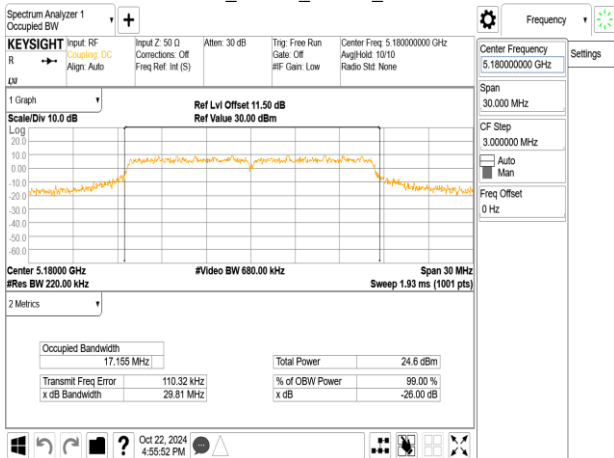 Spectrum Analyzer 1
Occupied BW
Frequency
KEYSIGHT
R
LXI
Input: RF
Coupling: DC
Align: Auto
Input Z: 50 Ω
Corrections: Off
Freq Ref: Int (S)
Atten: 30 dB
Trig: Free Run
Gate: Off
#IF Gain: Low
Center Freq: 5.180000000 GHz
Avg|Hold: 10/10
Radio Std: None
Center Frequency
5.180000000 GHz
Settings
Span
30.000 MHz
CF Step
3.000000 MHz
Auto
Man
Freq Offset
0 Hz
1 Graph
Scale/Div 10.0 dB
Ref Lvl Offset 11.50 dB
Ref Value 30.00 dBm
Log
20.0
10.0
0.00
-10.0
-20.0
-30.0
-40.0
-50.0
-60.0
Center 5.18000 GHz
#Res BW 220.00 kHz
#Video BW 680.00 kHz
Span 30 MHz
Sweep 1.93 ms (1001 pts)
2 Metrics
Occupied Bandwidth
17.155 MHz
Transmit Freq Error 110.32 kHz
x dB Bandwidth 29.81 MHz
Total Power 24.6 dBm
% of OBW Power 99.00 %
x dB -26.00 dB
?
Oct 22, 2024
4:55:52 PM